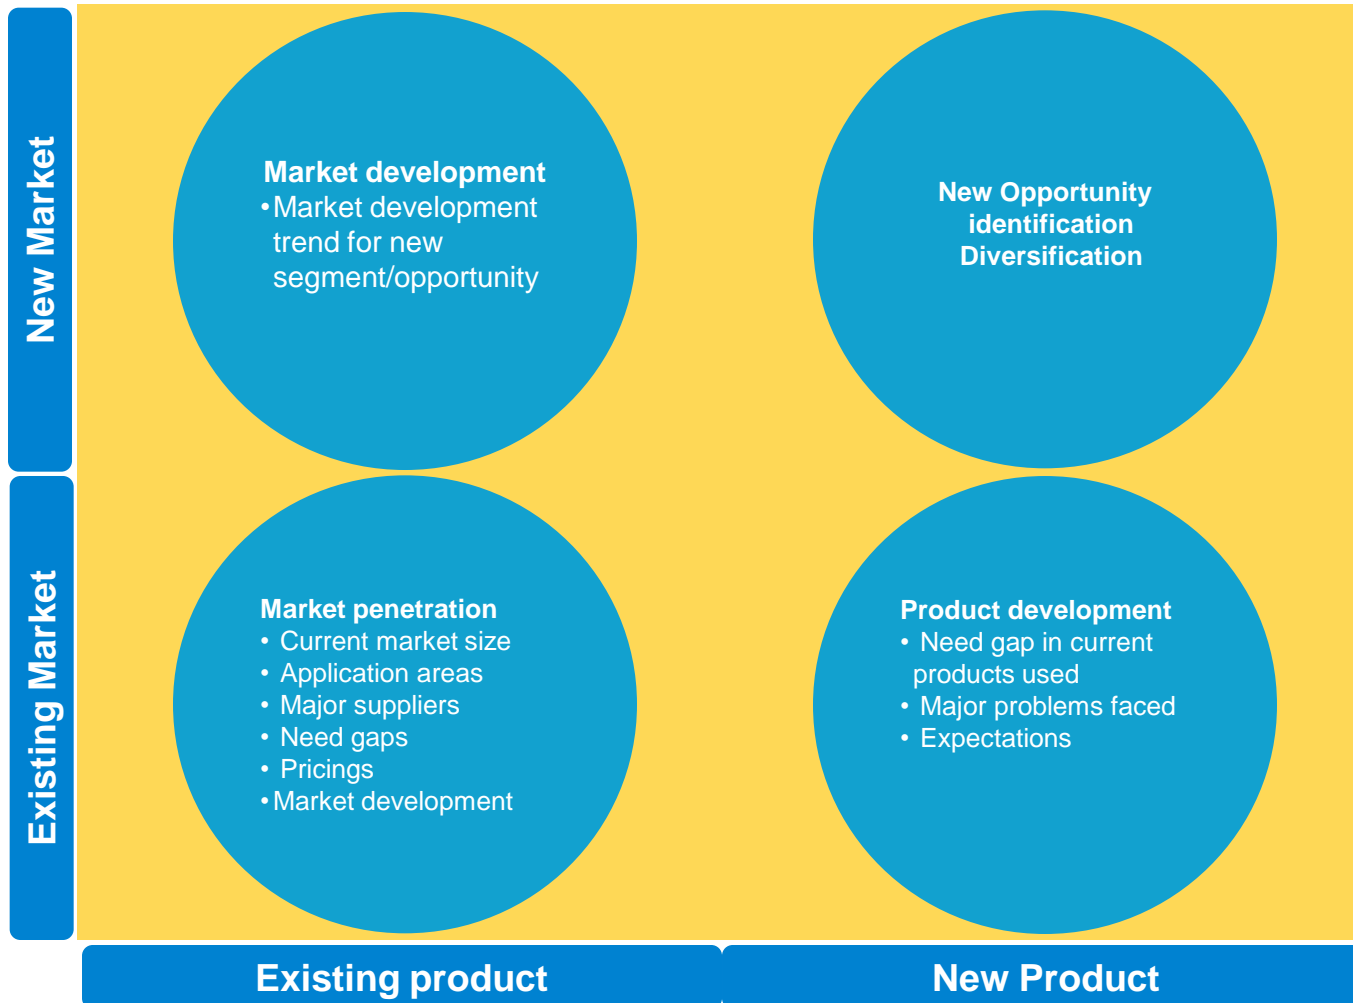 New Market
Market development
•Market development
trend for new
segment/opportunity
New Opportunity
identification
Diversification
Existing Market
Market penetration
• Current market size
• Application areas
• Major suppliers
• Need gaps
• Pricings
•Market development
Product development
• Need gap in current
products used
• Major problems faced
• Expectations
Existing product
New Product